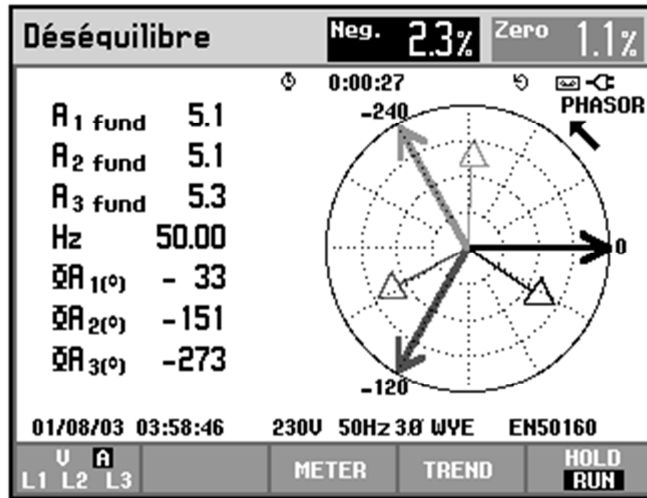 Déséquilibre Neg. 2.3% Zero 1.1%
0:00:27
PHASOR
A1 fund 5.1
A2 fund 5.1
A3 fund 5.3
Hz 50.00
ΦA1(°) - 33
ΦA2(°) -151
ΦA3(°) -273
-240
0
-120
01/08/03 03:58:46 230V 50Hz 3Ø WYE EN50160
V A
L1 L2 L3
METER
TREND
HOLD
RUN